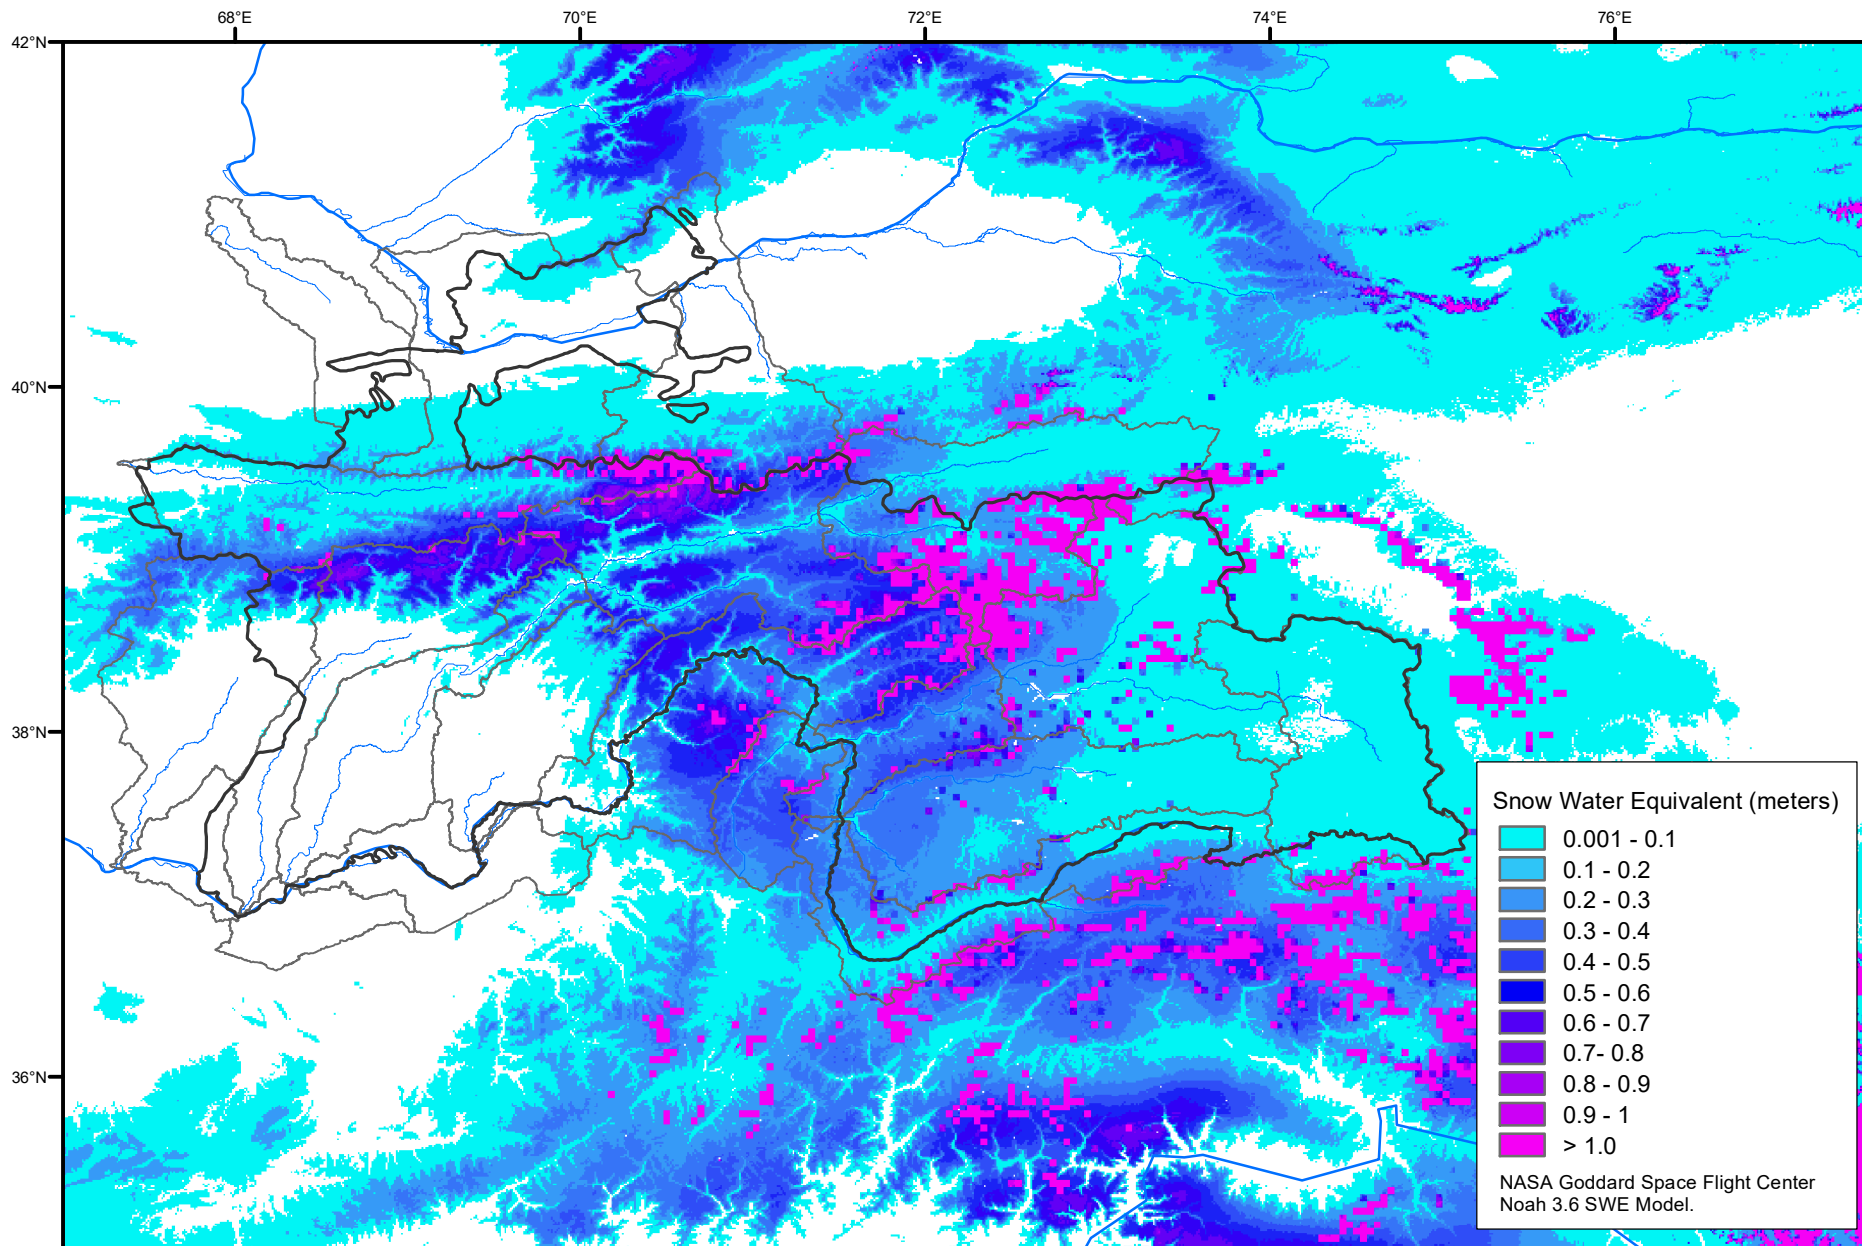 68°E 70°E 72°E 74°E 76°E
42°N
40°N
38°N
36°N
Snow Water Equivalent (meters)
0.001 - 0.1
0.1 - 0.2
0.2 - 0.3
0.3 - 0.4
0.4 - 0.5
0.5 - 0.6
0.6 - 0.7
0.7- 0.8
0.8 - 0.9
0.9 - 1
> 1.0
NASA Goddard Space Flight Center
Noah 3.6 SWE Model.